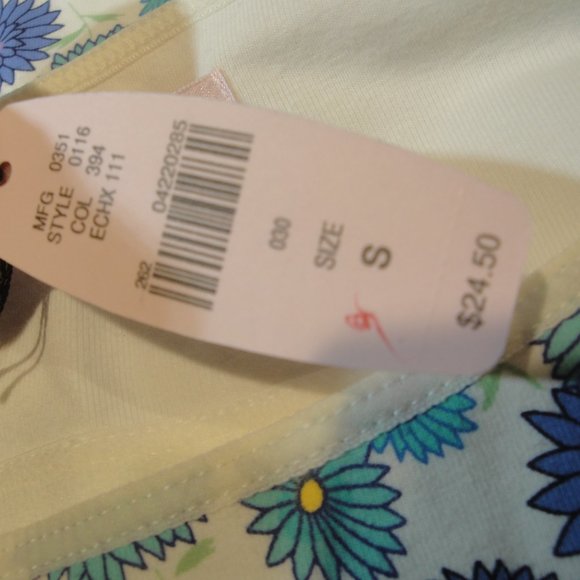 MFG 0351
STYLE 0116
COL 394
ECHX 111
04220285
262
030
SIZE
S
$24.50